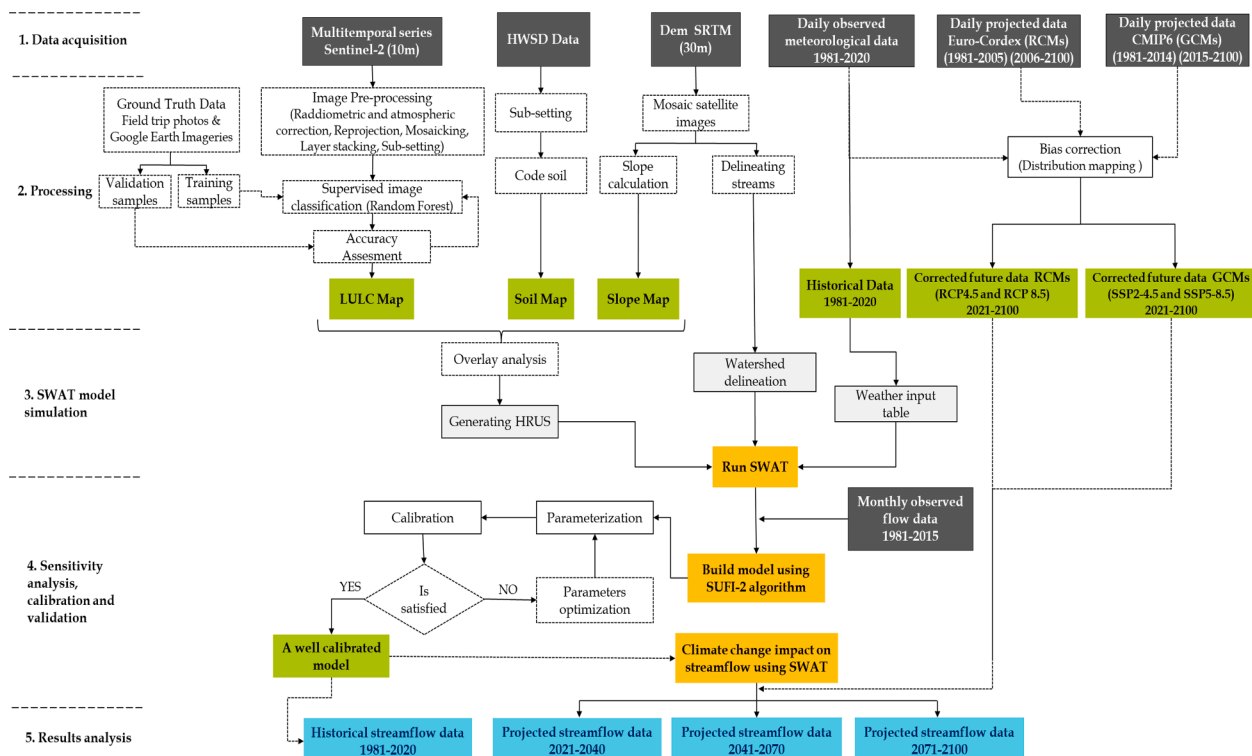 1. Data acquisition
Multitemporal series
Sentinel-2 (10m)
HWSD Data
Dem SRTM
(30m)
Daily observed
meteorological data
1981-2020
Daily projected data
Euro-Cordex (RCMs)
(1981-2005) (2006-2100)
Daily projected data
CMIP6 (GCMs)
(1981-2014) (2015-2100)
2. Processing
Ground Truth Data
Field trip photos &
Google Earth Imageries
Validation
samples
Training
samples
Image Pre-processing
(Raddiometric and atmospheric
correction, Reprojection, Mosaicking,
Layer stacking, Sub-setting)
Supervised image
classification (Random Forest)
Accuracy
Assesment
Sub-setting
Code soil
Mosaic satellite
images
Slope
calculation
Delineating
streams
Bias correction
(Distribution mapping )
LULC Map
Soil Map
Slope Map
Historical Data
1981-2020
Corrected future data RCMs
(RCP4.5 and RCP 8.5)
2021-2100
Corrected future data GCMs
(SSP2-4.5 and SSP5-8.5)
2021-2100
3. SWAT model
simulation
Overlay analysis
Generating HRUS
Watershed
delineation
Weather input
table
Run SWAT
4. Sensitivity
analysis,
calibration and
validation
Calibration
Parameterization
Monthly observed
flow data
1981-2015
Build model using
SUFI-2 algorithm
YES
Is
satisfied
NO
Parameters
optimization
A well calibrated
model
Climate change impact on
streamflow using SWAT
5. Results analysis
Historical streamflow data
1981-2020
Projected streamflow data
2021-2040
Projected streamflow data
2041-2070
Projected streamflow data
2071-2100